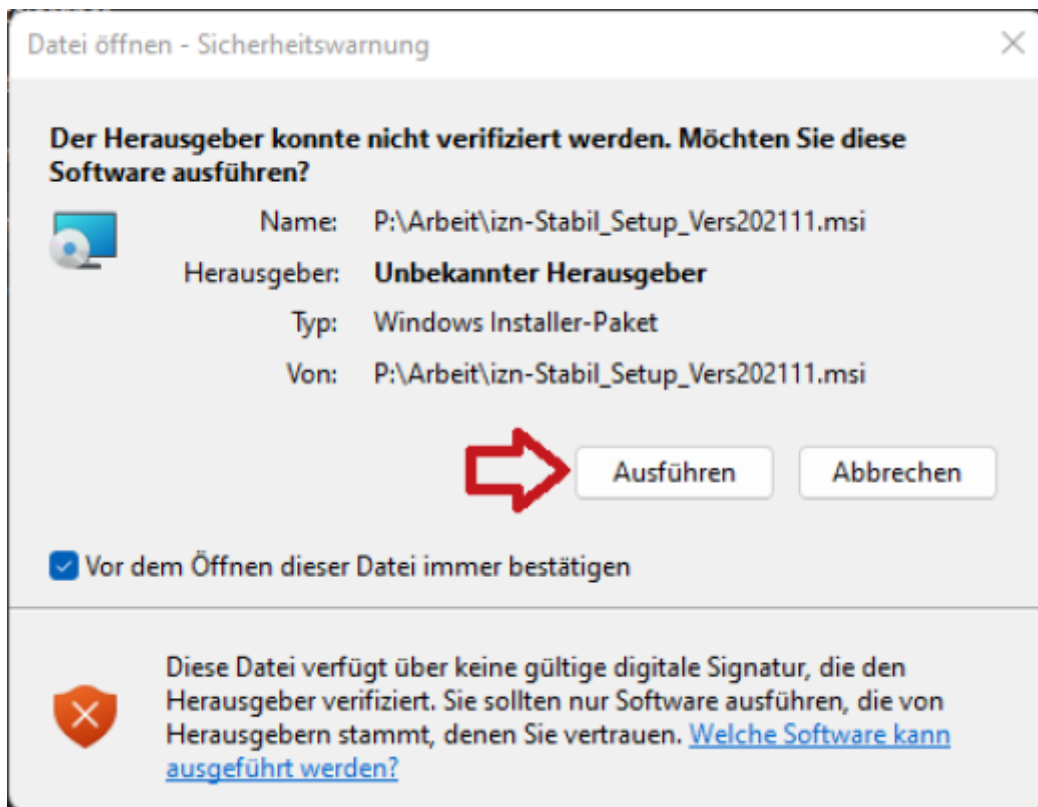 Datei öffnen - Sicherheitswarnung
Der Herausgeber konnte nicht verifiziert werden. Möchten Sie diese
Software ausführen?
Name: P:\Arbeit\izn-Stabil_Setup_Vers202111.msi
Herausgeber: Unbekannter Herausgeber
Typ: Windows Installer-Paket
Von: P:\Arbeit\izn-Stabil_Setup_Vers202111.msi
Ausführen Abbrechen
Vor dem Öffnen dieser Datei immer bestätigen
Diese Datei verfügt über keine gültige digitale Signatur, die den
Herausgeber verifiziert. Sie sollten nur Software ausführen, die von
Herausgebern stammt, denen Sie vertrauen. Welche Software kann
ausgeführt werden?